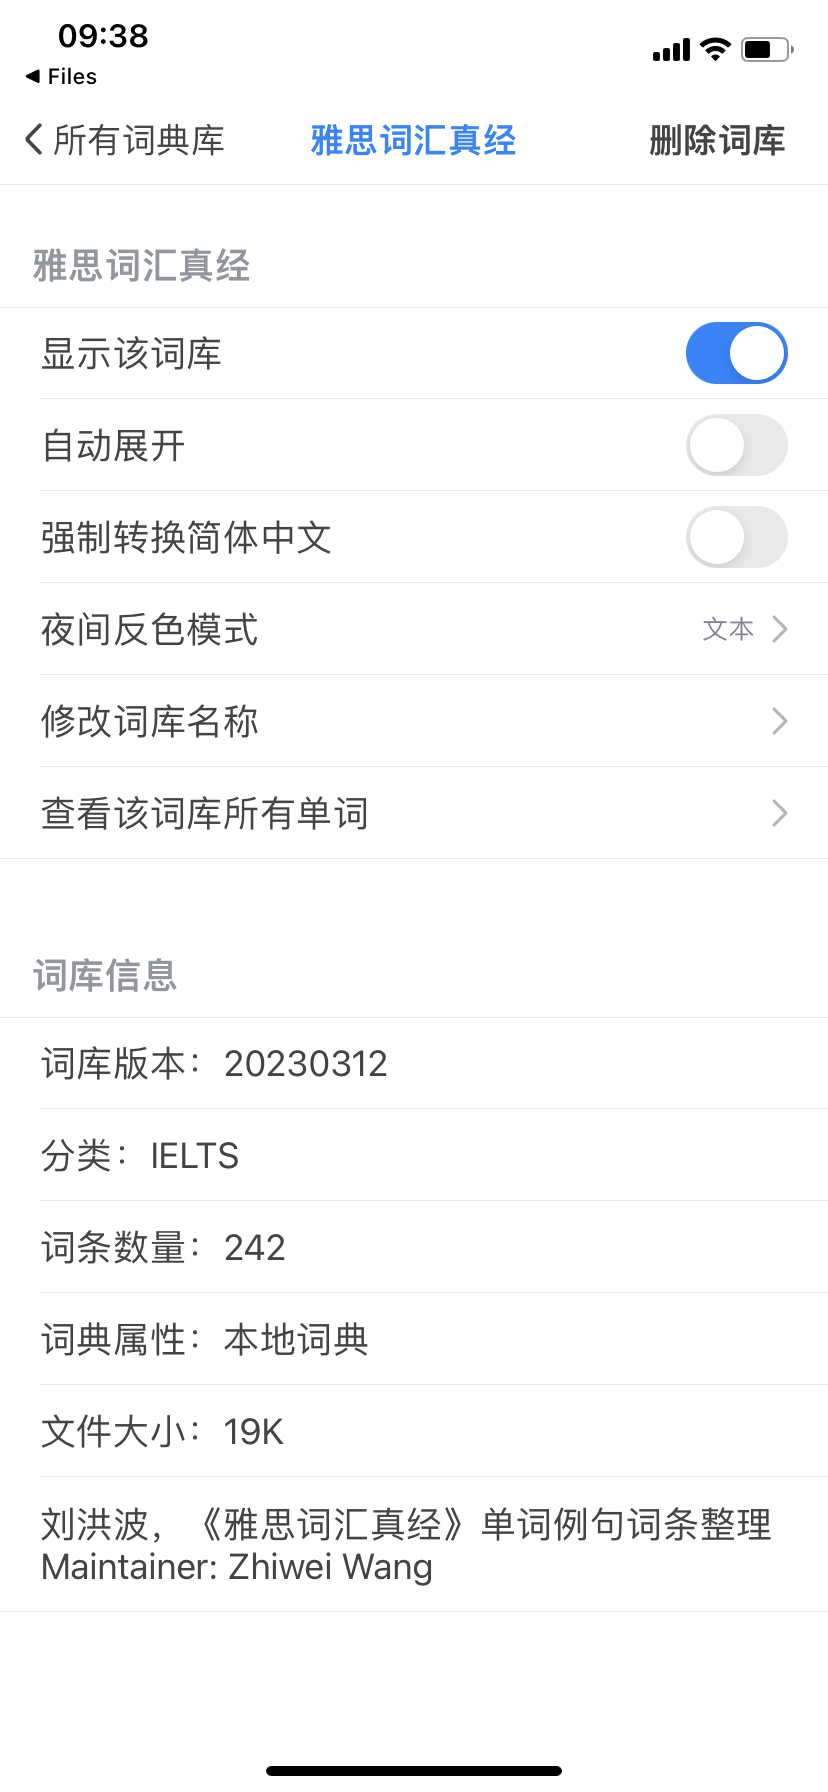 09:38
Files
所有词典库
雅思词汇真经
删除词库
雅思词汇真经
显示该词库
自动展开
强制转换简体中文
夜间反色模式 文本
修改词库名称
查看该词库所有单词
词库信息
词库版本：20230312
分类：IELTS
词条数量：242
词典属性：本地词典
文件大小：19K
刘洪波，《雅思词汇真经》单词例句词条整理
Maintainer: Zhiwei Wang